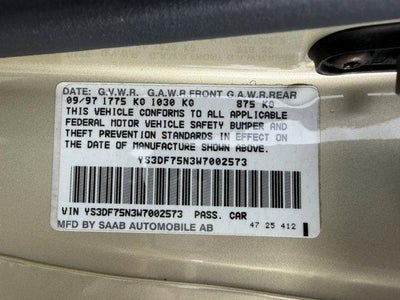 DATE: G.V.W.R. G.A.W.R FRONT G.A.W.R.REAR
09/97 1775 KG 1030 KG 875 KG
THIS VEHICLE CONFORMS TO ALL APPLICABLE
FEDERAL MOTOR VEHICLE SAFETY BUMPER AND
THEFT PREVENTION STANDARDS IN EFFECT ON
THE DATE OF MANUFACTURE SHOWN ABOVE.
YS3DF75N3W7002573
VIN YS3DF75N3W7002573 PASS. CAR
MFD BY SAAB AUTOMOBILE AB 47 25 412